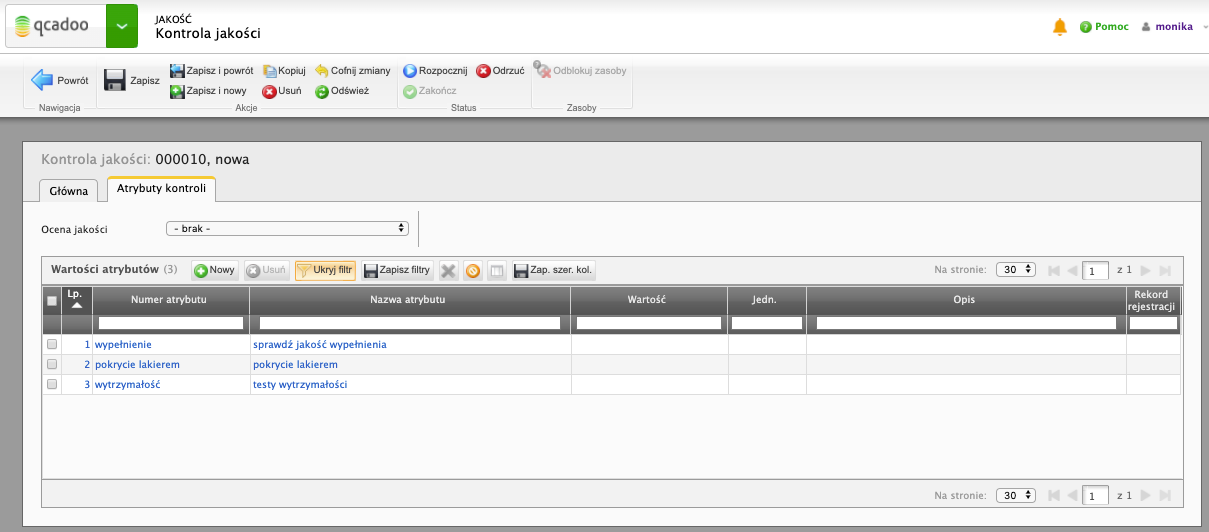 qcadoo
JAKOŚĆ
Kontrola jakości
Pomoc
monika
Powrót
Nawigacja
Zapisz
Zapisz i powrót
Kopiuj
Cofnij zmiany
Zapisz i nowy
Usuń
Odśwież
Akcje
Rozpocznij
Odrzuć
Zakończ
Status
Odblokuj zasoby
Zasoby
Kontrola jakości: 000010, nowa
Główna
Atrybuty kontroli
Ocena jakości
- brak -
Wartości atrybutów (3)
Nowy
Usuń
Ukryj filtr
Zapisz filtry
Zap. szer. kol.
Na stronie: 30
1 z 1
Lp.
Numer atrybutu
Nazwa atrybutu
Wartość
Jedn.
Opis
Rekord
rejestracji
1 wypełnienie sprawdź jakość wypełnienia
2 pokrycie lakierem pokrycie lakierem
3 wytrzymałość testy wytrzymałości
Na stronie: 30
1 z 1